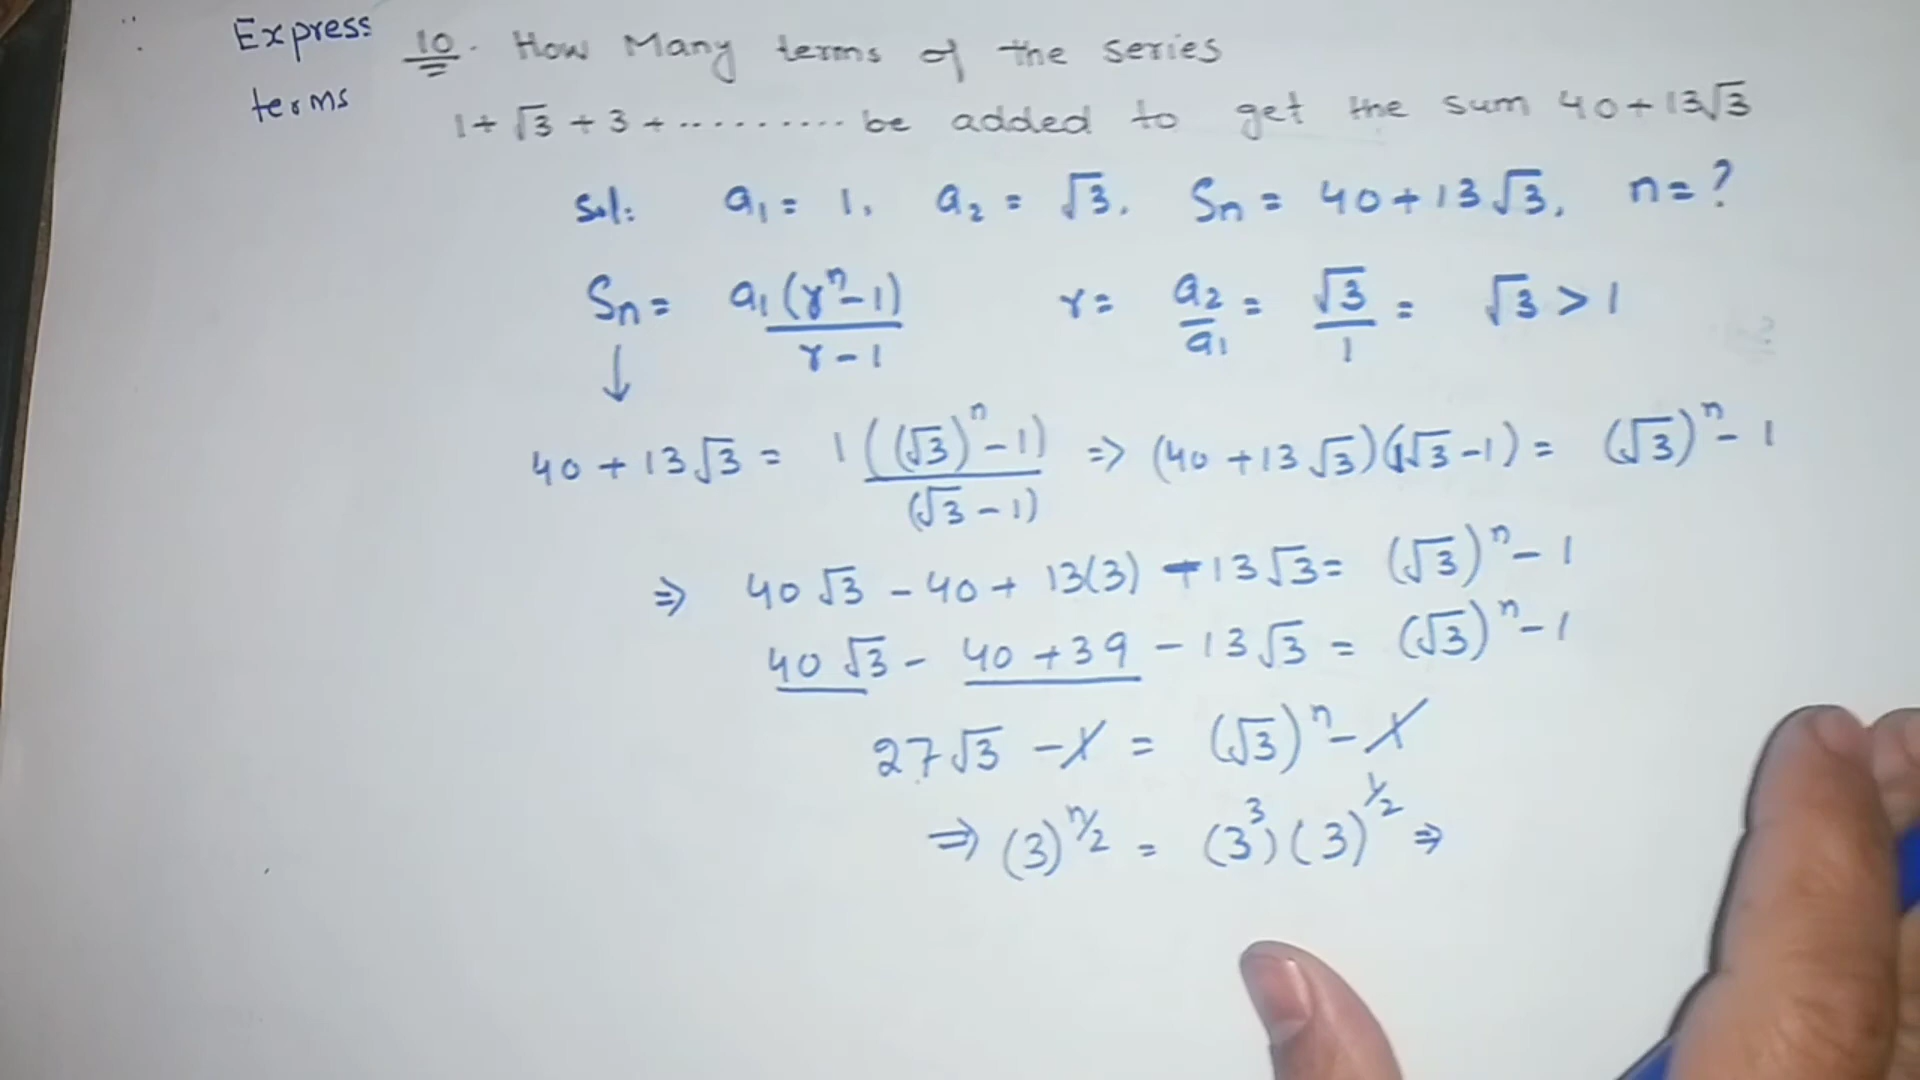 Express
terms
10. How Many terms of the series
1 + √3 + 3 + .......... be added to get the sum 40 + 13√3
Sol: a₁ = 1, a₂ = √3, Sₙ = 40 + 13√3, n = ?
Sₙ = a₁(rⁿ - 1) / (r - 1)   r = a₂/a₁ = √3/1 = √3 > 1
↓
40 + 13√3 = 1((√3)ⁿ - 1) / (√3 - 1) ⇒ (40 + 13√3)(√3 - 1) = (√3)ⁿ - 1
⇒ 40√3 - 40 + 13(3) - 13√3 = (√3)ⁿ - 1
40√3 - 40 + 39 - 13√3 = (√3)ⁿ - 1
27√3 - 1 = (√3)ⁿ - 1
⇒ (3)^(n/2) = (3³)(3)^(1/2) ⇒